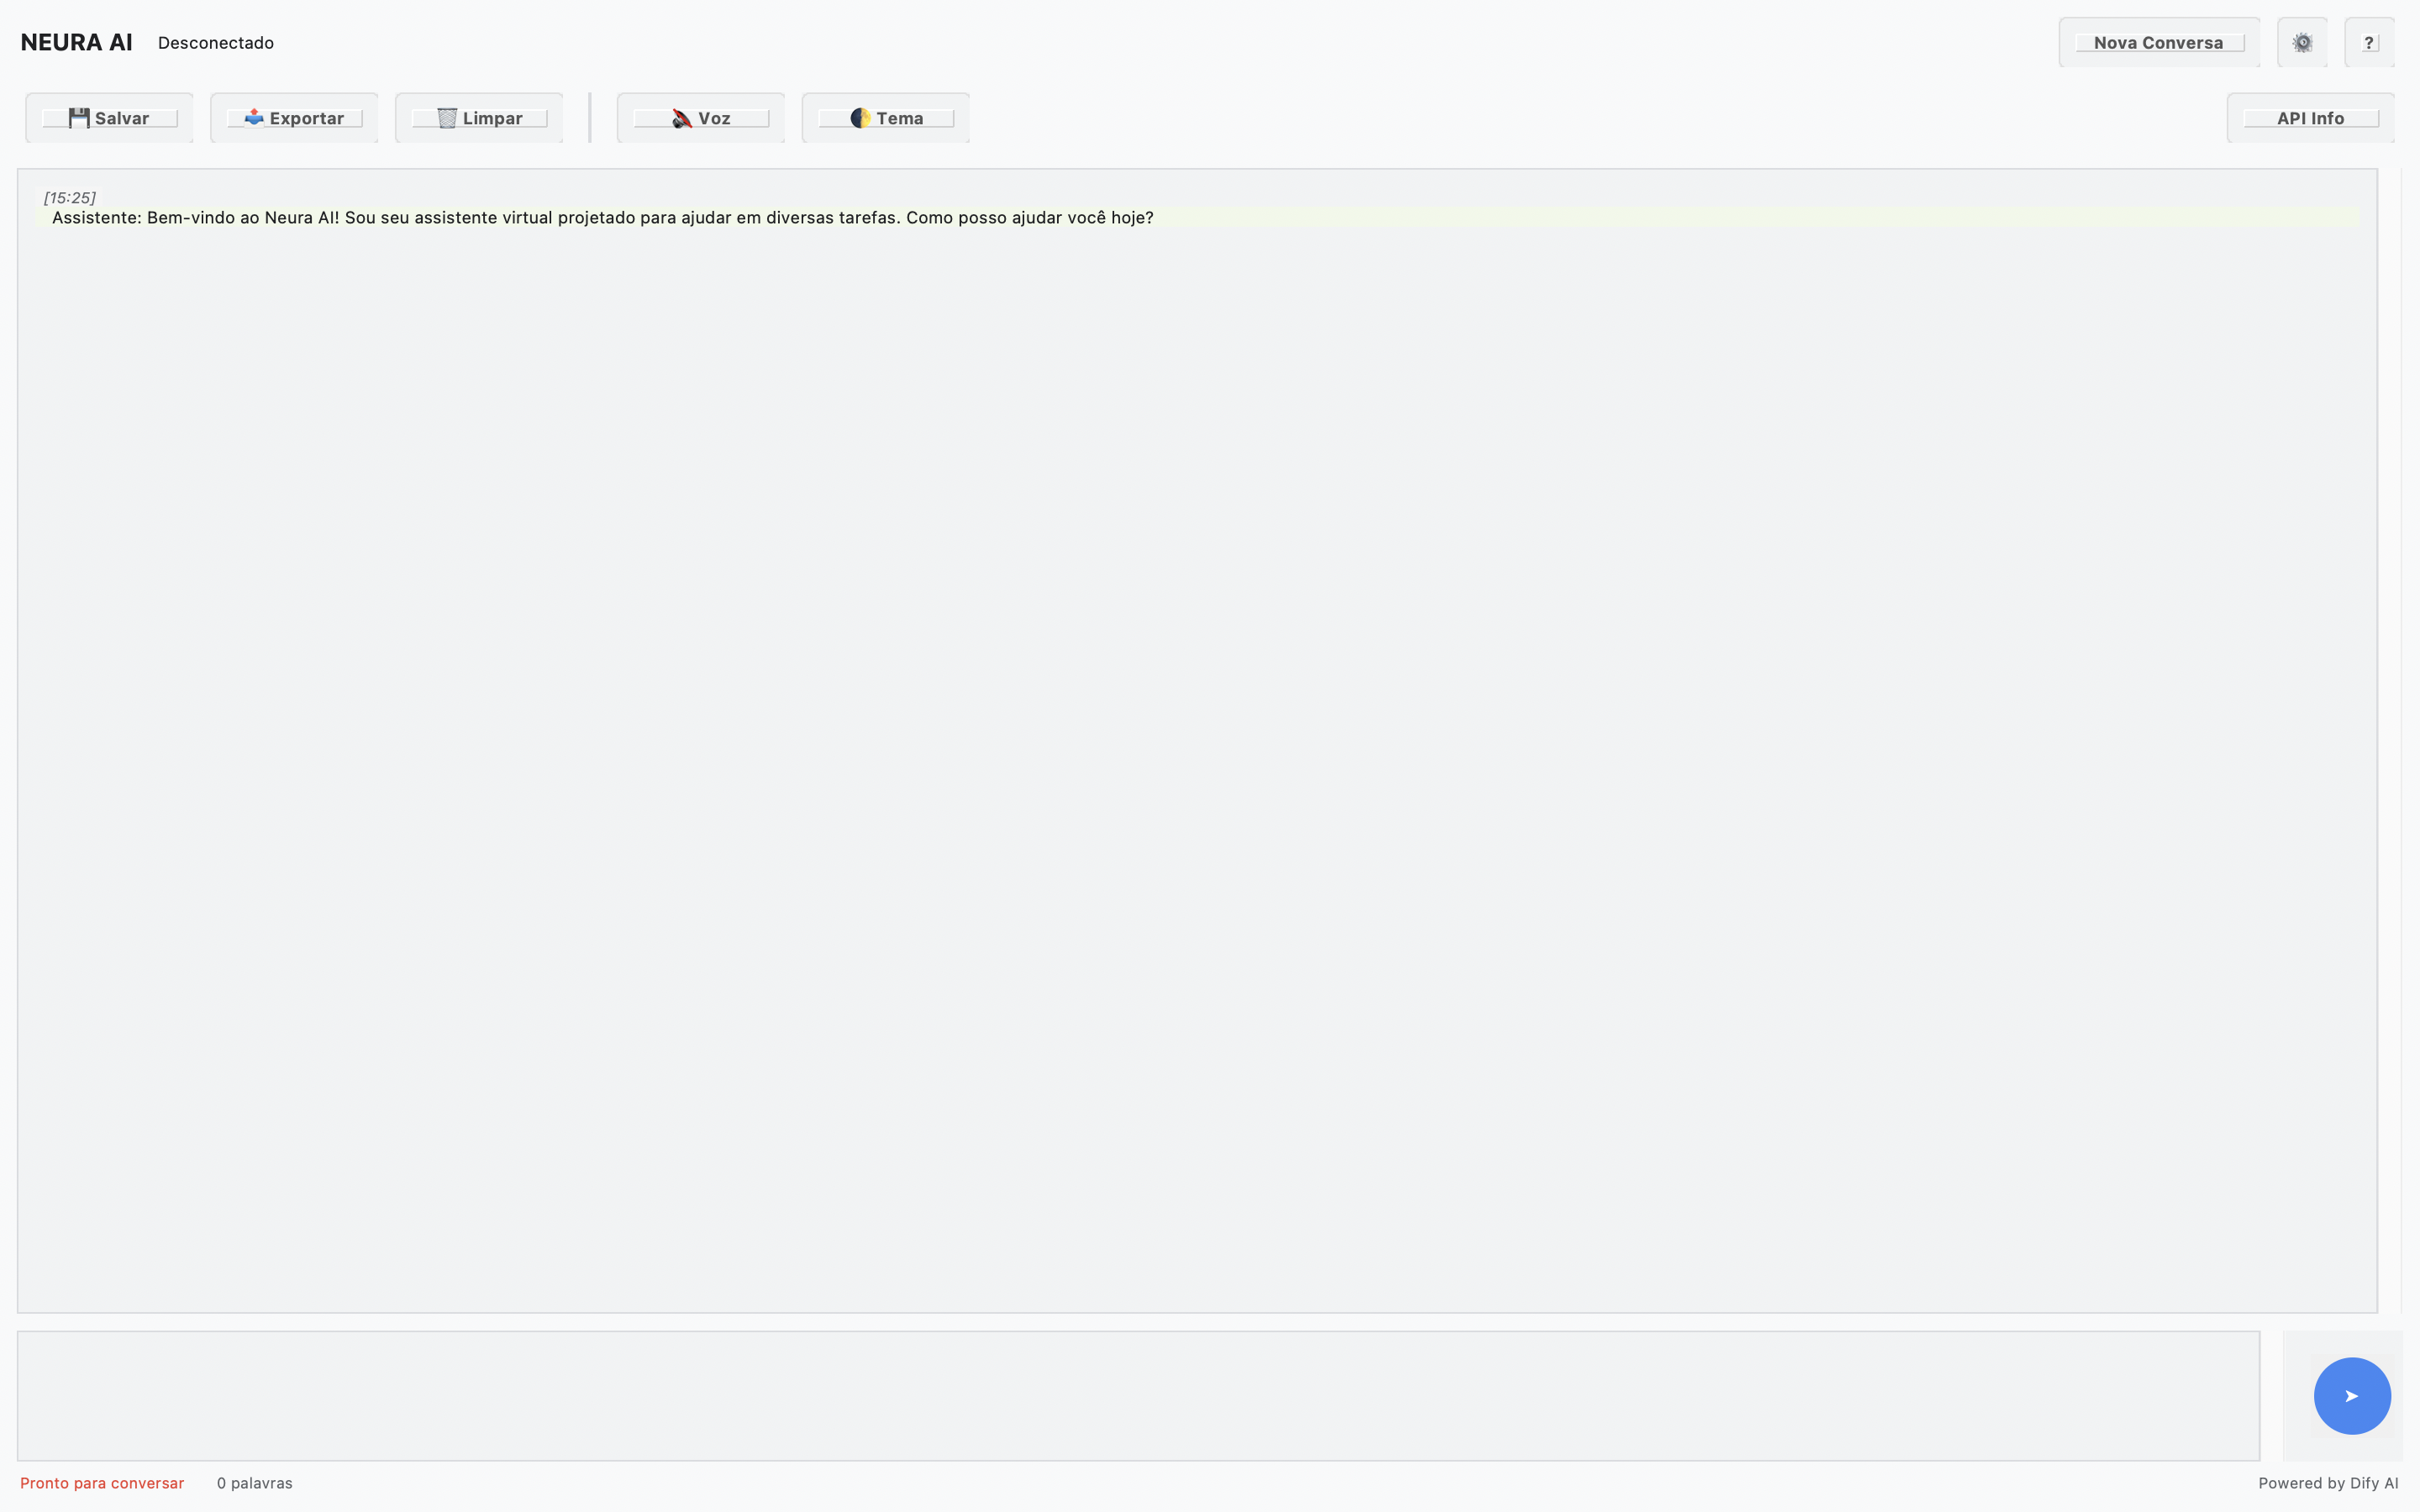 NEURA AI Desconectado Nova Conversa ?
Salvar Exportar Limpar Voz Tema API Info
[15:25]
Assistente: Bem-vindo ao Neura AI! Sou seu assistente virtual projetado para ajudar em diversas tarefas. Como posso ajudar você hoje?
Pronto para conversar 0 palavras Powered by Dify AI